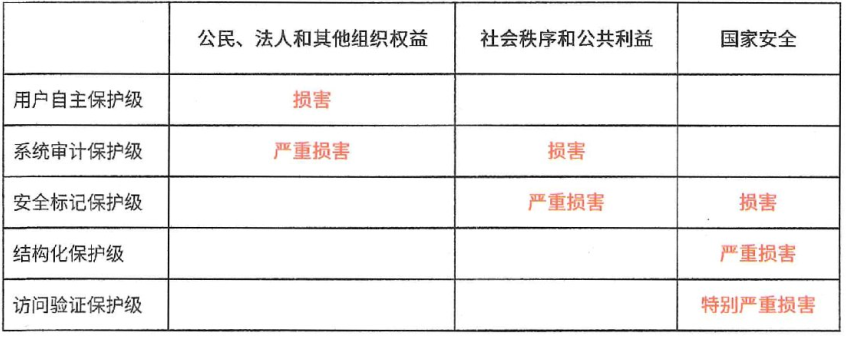 公民、法人和其他组织权益 社会秩序和公共利益 国家安全
用户自主保护级 损害
系统审计保护级 严重损害 损害
安全标记保护级 严重损害 损害
结构化保护级 严重损害
访问验证保护级 特别严重损害